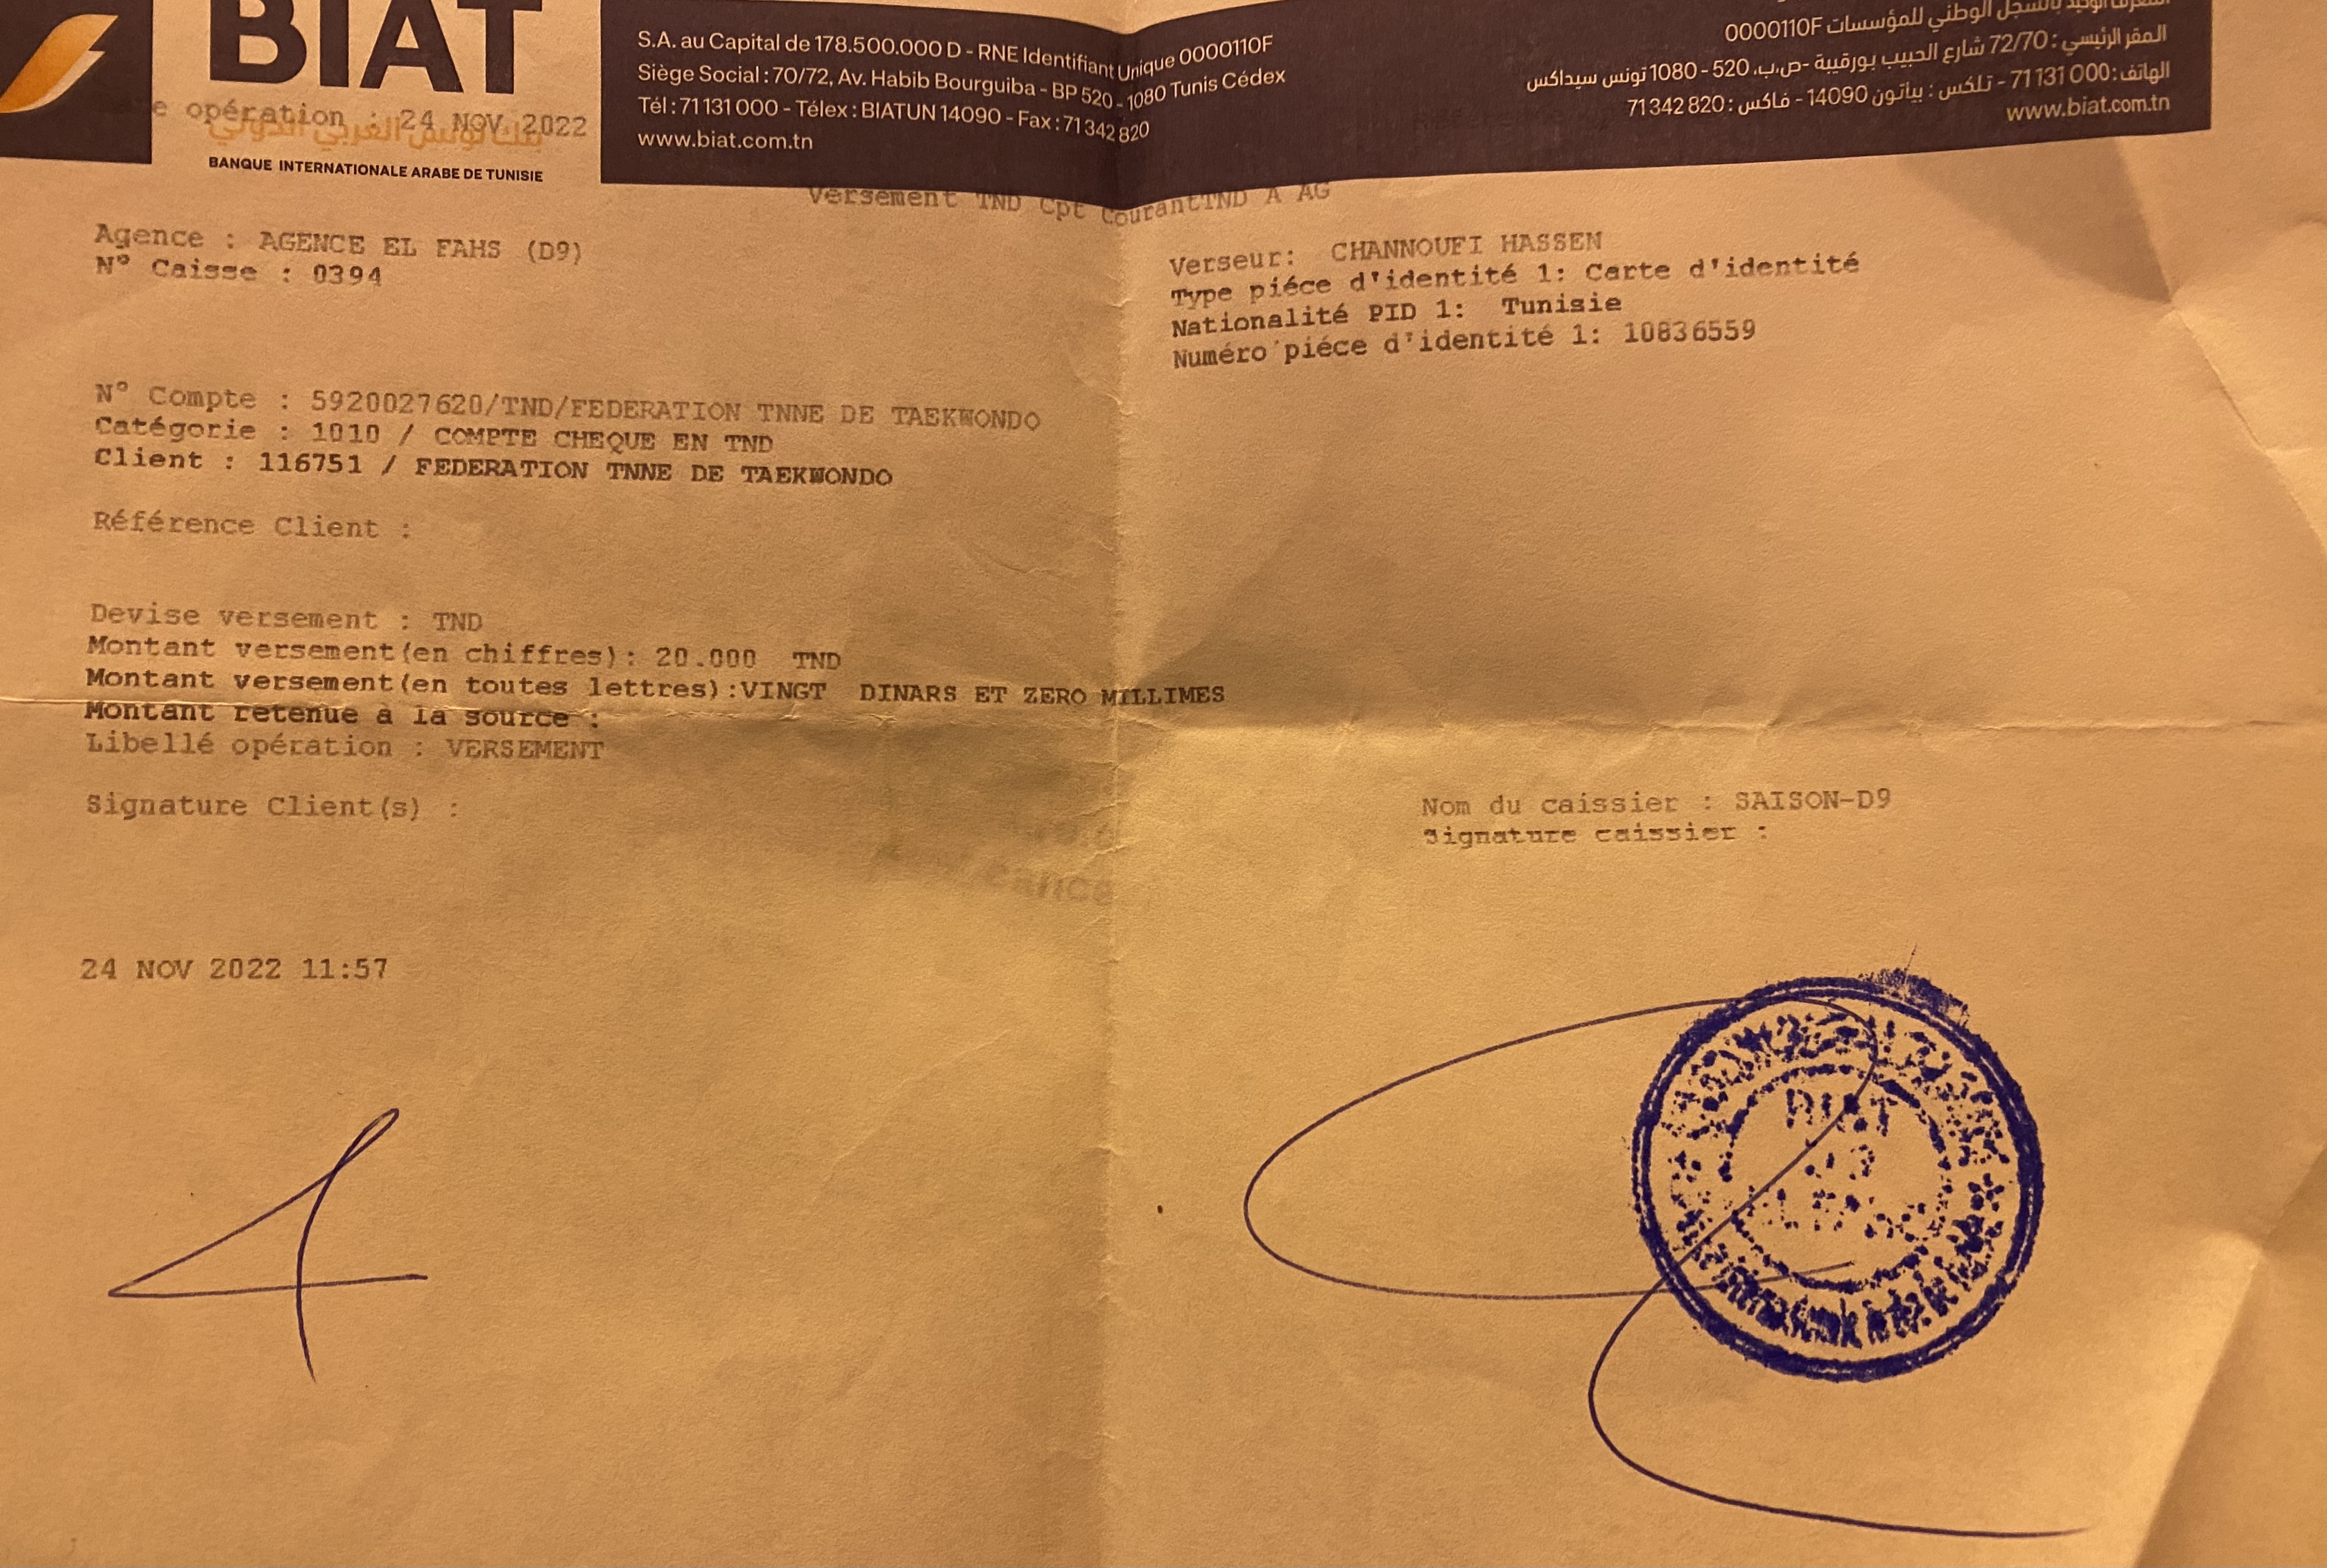 BIAT
e opération : 24 NOV 2022
بنك تونس العربي الدولي
BANQUE INTERNATIONALE ARABE DE TUNISIE
S.A. au Capital de 178.500.000 D - RNE Identifiant Unique 0000110F
Siège Social : 70/72, Av. Habib Bourguiba - BP 520 - 1080 Tunis Cédex
Tél : 71 131 000 - Télex : BIATUN 14090 - Fax : 71 342 820
www.biat.com.tn
بالسجل الوطني للمؤسسات 0000110F
المقر الرئيسي : 72/70 شارع الحبيب بورقيبة -ص.ب. 520 - 1080 تونس سيداكس
الهاتف : 71 131 000 - تلكس : بياتون 14090 - فاكس : 71 342 820
www.biat.com.tn
Versement TND Cpt CourantTND A AG
Agence : AGENCE EL FAHS (D9)
N° Caisse : 0394
Verseur: CHANNOUFI HASSEN
Type piéce d'identité 1: Carte d'identité
Nationalité PID 1: Tunisie
Numéro piéce d'identité 1: 10836559
N° Compte : 5920027620/TND/FEDERATION TNNE DE TAEKWONDO
Catégorie : 1010 / COMPTE CHEQUE EN TND
Client : 116751 / FEDERATION TNNE DE TAEKWONDO
Référence Client :
Devise versement : TND
Montant versement(en chiffres): 20.000 TND
Montant versement(en toutes lettres):VINGT DINARS ET ZERO MILLIMES
Montant retenue à la source :
Libellé opération : VERSEMENT
Signature Client(s) :
Nom du caissier : SAISON-D9
Signature caissier :
24 NOV 2022 11:57
BIAT